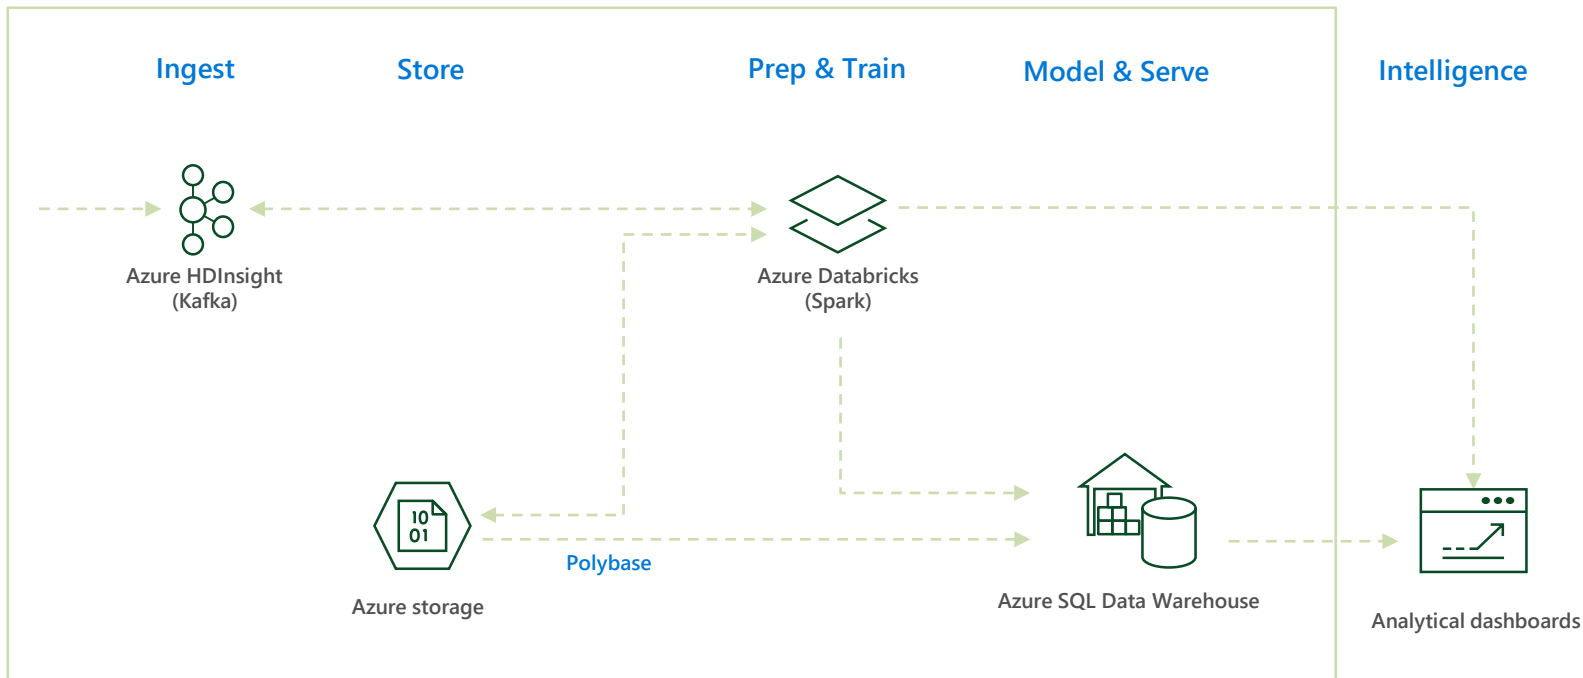 Ingest
Store
Prep & Train
Model & Serve
Intelligence
Azure HDInsight
(Kafka)
Azure Databricks
(Spark)
10
01
Polybase
Azure storage
Azure SQL Data Warehouse
Analytical dashboards